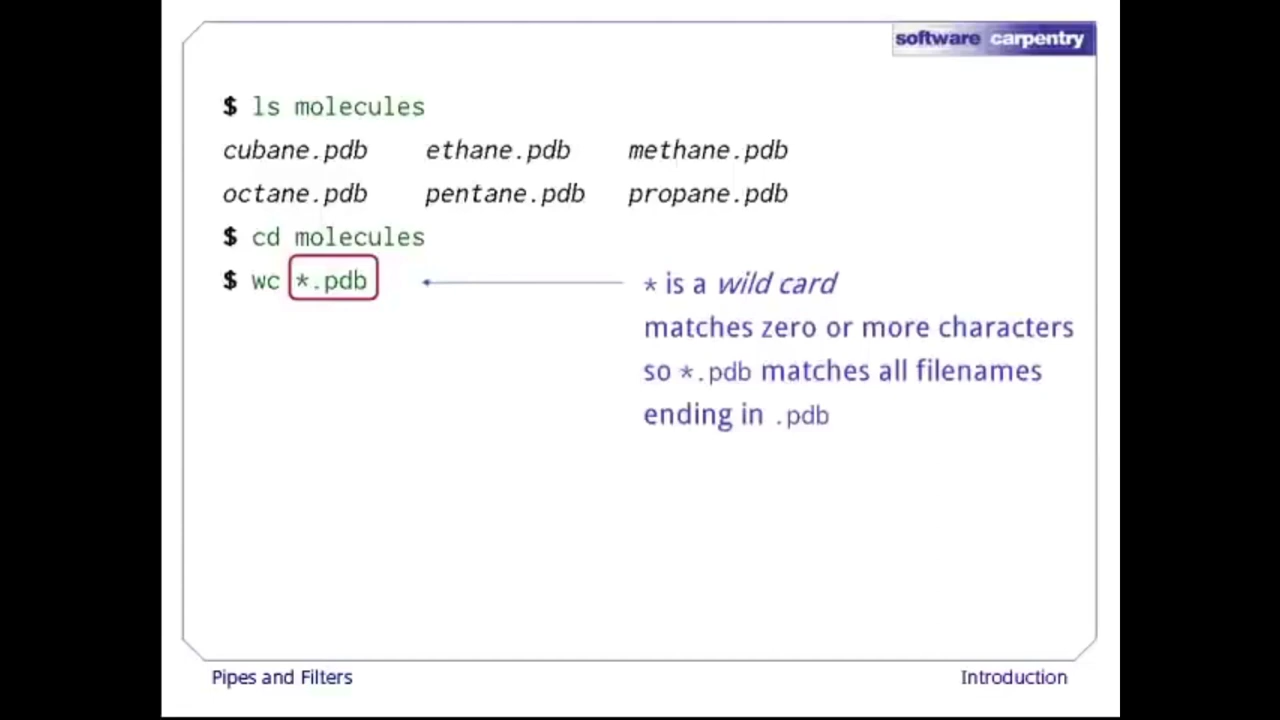 software carpentry
$ ls molecules
cubane.pdb ethane.pdb methane.pdb
octane.pdb pentane.pdb propane.pdb
$ cd molecules
$ wc *.pdb
* is a wild card
matches zero or more characters
so *.pdb matches all filenames
ending in .pdb
Pipes and Filters
Introduction